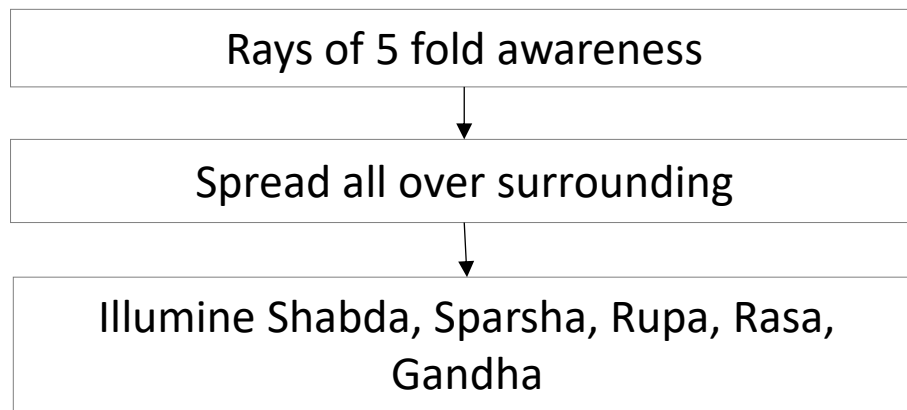 Rays of 5 fold awareness
Spread all over surrounding
Illumine Shabda, Sparsha, Rupa, Rasa,
Gandha